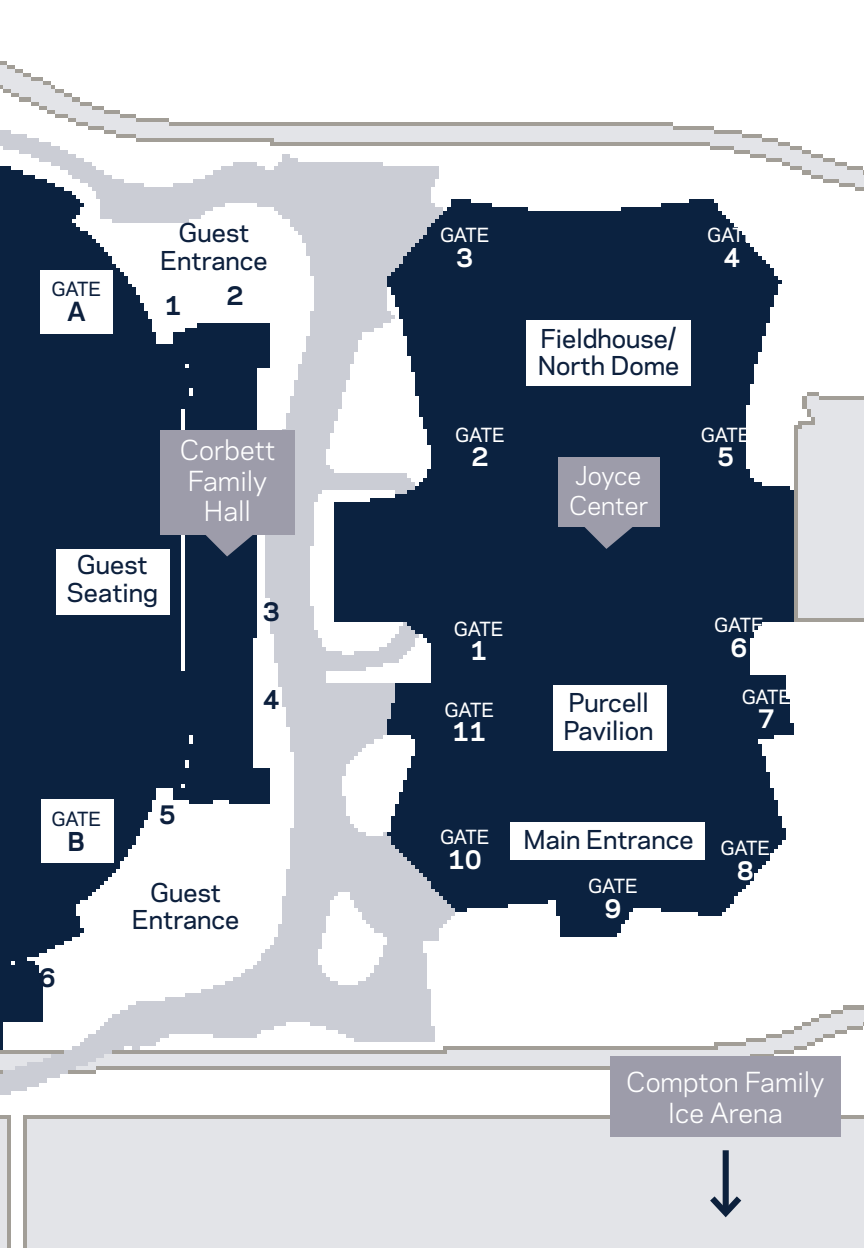 Guest
Entrance
1
2
GATE
A
GATE
3
GATE
4
Fieldhouse/
North Dome
GATE
2
GATE
5
Corbett
Family
Hall
Joyce
Center
Guest
Seating
3
4
GATE
1
GATE
6
GATE
11
Purcell
Pavilion
GATE
7
GATE
B
5
GATE
10
Main Entrance
GATE
8
GATE
9
Guest
Entrance
6
Compton Family
Ice Arena